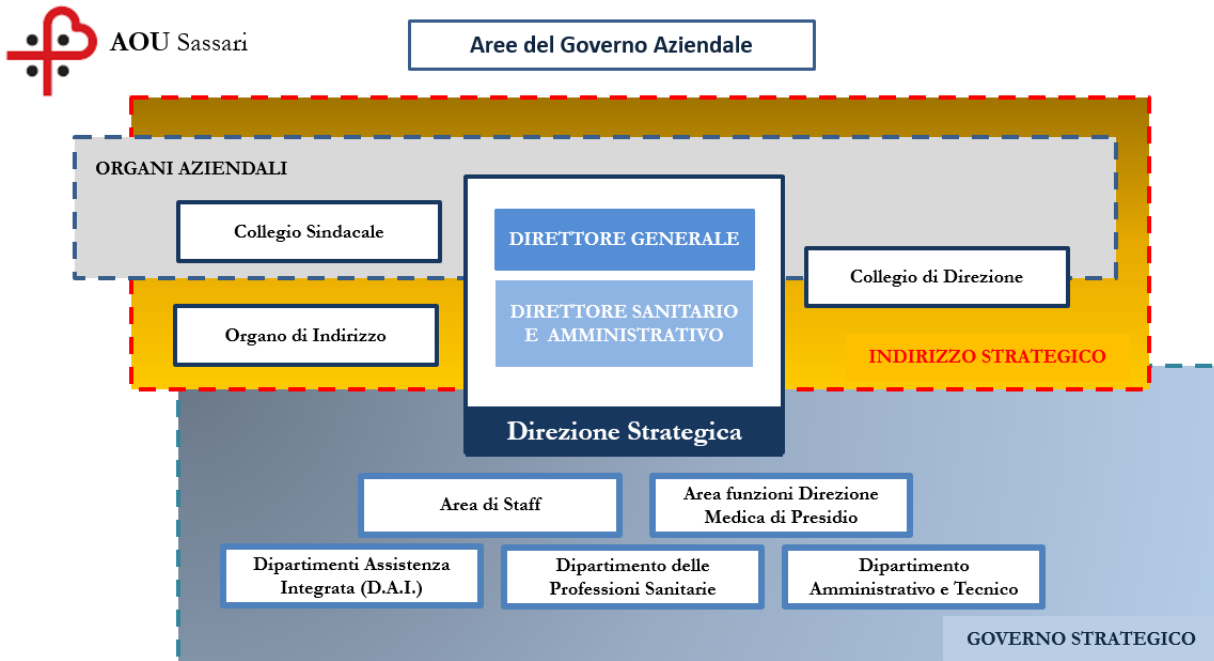 AOU Sassari
Aree del Governo Aziendale
ORGANI AZIENDALI
Collegio Sindacale
DIRETTORE GENERALE
Collegio di Direzione
DIRETTORE SANITARIO
E AMMINISTRATIVO
Organo di Indirizzo
INDIRIZZO STRATEGICO
Direzione Strategica
Area di Staff
Area funzioni Direzione
Medica di Presidio
Dipartimenti Assistenza
Integrata (D.A.I.)
Dipartimento delle
Professioni Sanitarie
Dipartimento
Amministrativo e Tecnico
GOVERNO STRATEGICO